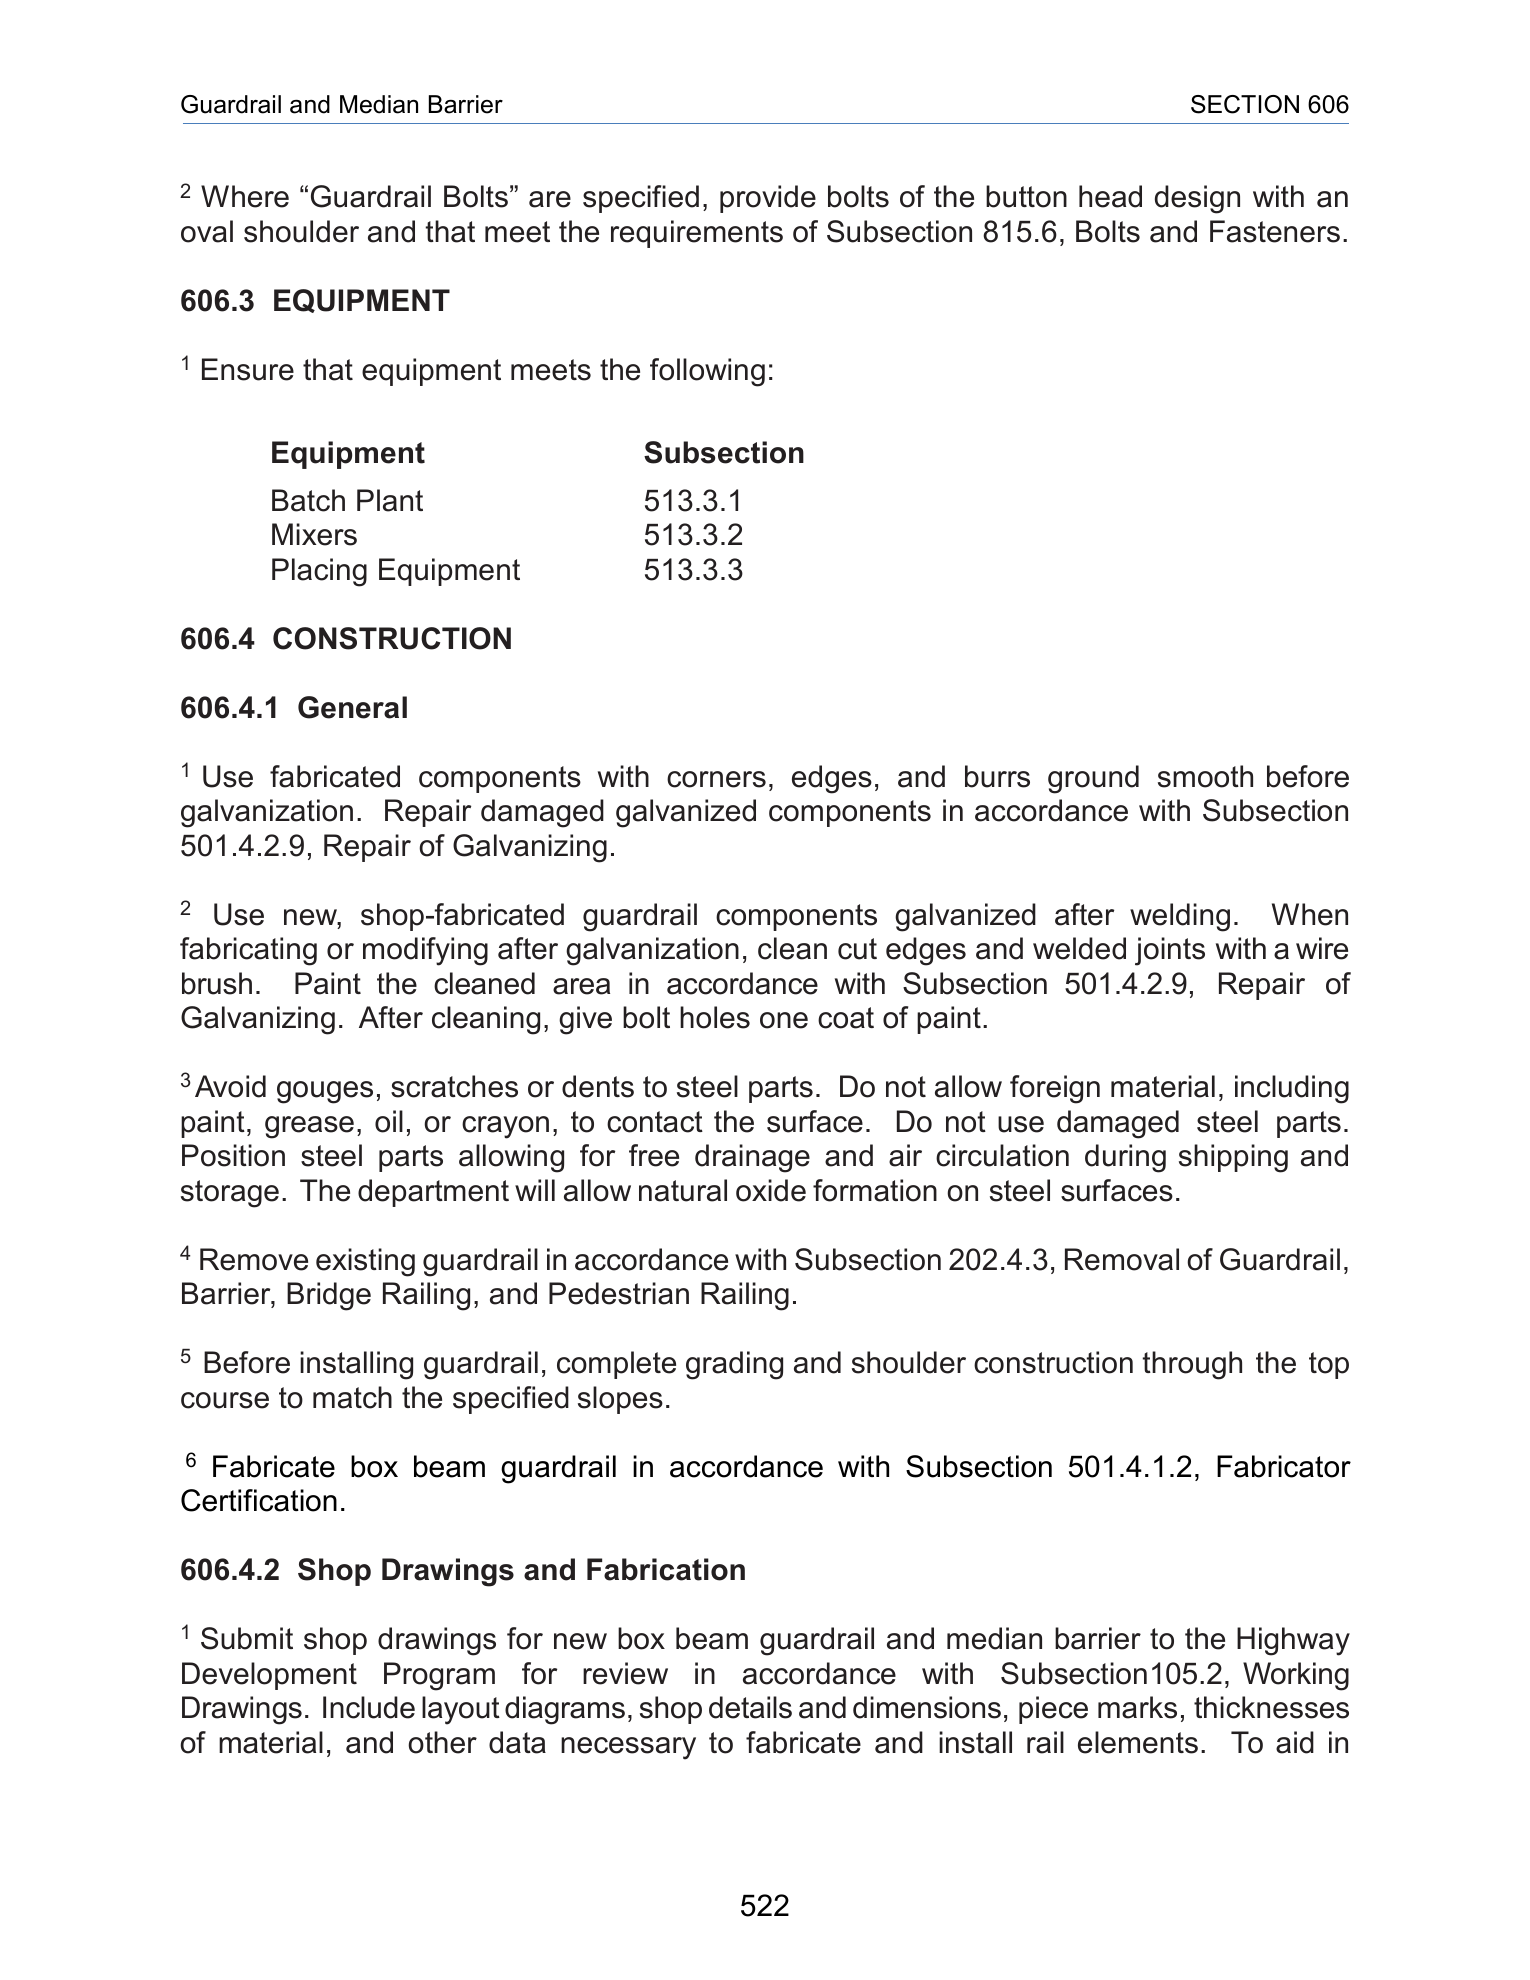 Guardrail and Median Barrier SECTION 606
2 Where “Guardrail Bolts” are specified, provide bolts of the button head design with an
oval shoulder and that meet the requirements of Subsection 815.6, Bolts and Fasteners.
606.3 EQUIPMENT
1 Ensure that equipment meets the following:
Equipment Subsection
Batch Plant 513.3.1
Mixers 513.3.2
Placing Equipment 513.3.3
606.4 CONSTRUCTION
606.4.1 General
1 Use fabricated components with corners, edges, and burrs ground smooth before
galvanization. Repair damaged galvanized components in accordance with Subsection
501.4.2.9, Repair of Galvanizing.
2 Use new, shop-fabricated guardrail components galvanized after welding. When
fabricating or modifying after galvanization, clean cut edges and welded joints with a wire
brush. Paint the cleaned area in accordance with Subsection 501.4.2.9, Repair of
Galvanizing. After cleaning, give bolt holes one coat of paint.
3 Avoid gouges, scratches or dents to steel parts. Do not allow foreign material, including
paint, grease, oil, or crayon, to contact the surface. Do not use damaged steel parts.
Position steel parts allowing for free drainage and air circulation during shipping and
storage. The department will allow natural oxide formation on steel surfaces.
4 Remove existing guardrail in accordance with Subsection 202.4.3, Removal of Guardrail,
Barrier, Bridge Railing, and Pedestrian Railing.
5 Before installing guardrail, complete grading and shoulder construction through the top
course to match the specified slopes.
6 Fabricate box beam guardrail in accordance with Subsection 501.4.1.2, Fabricator
Certification.
606.4.2 Shop Drawings and Fabrication
1 Submit shop drawings for new box beam guardrail and median barrier to the Highway
Development Program for review in accordance with Subsection105.2, Working
Drawings. Include layout diagrams, shop details and dimensions, piece marks, thicknesses
of material, and other data necessary to fabricate and install rail elements. To aid in
522